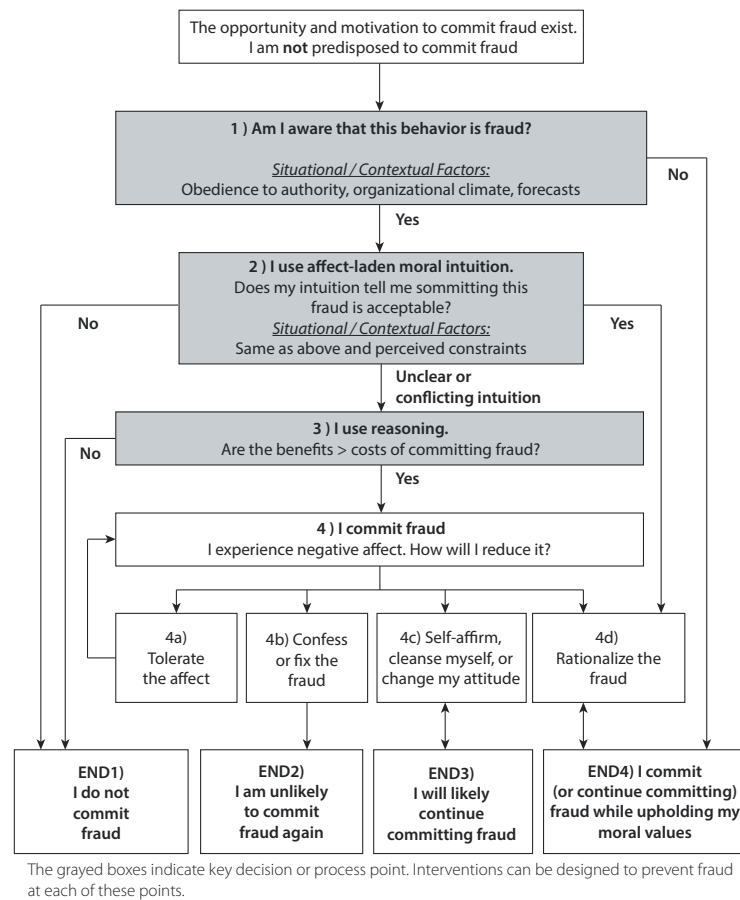 The opportunity and motivation to commit fraud exist.
I am not predisposed to commit fraud
1 ) Am I aware that this behavior is fraud?
Situational / Contextual Factors:
Obedience to authority, organizational climate, forecasts
No
Yes
2 ) I use affect-laden moral intuition.
Does my intuition tell me sommitting this
fraud is acceptable?
Situational / Contextual Factors:
Same as above and perceived constraints
No
Yes
Unclear or
conflicting intuition
3 ) I use reasoning.
Are the benefits > costs of committing fraud?
No
Yes
4 ) I commit fraud
I experience negative affect. How will I reduce it?
4a)
Tolerate
the affect
4b) Confess
or fix the
fraud
4c) Self-affirm,
cleanse myself, or
change my attitude
4d)
Rationalize the
fraud
END1)
I do not
commit
fraud
END2)
I am unlikely
to commit
fraud again
END3)
I will likely
continue
committing fraud
END4) I commit
(or continue committing)
fraud while upholding my
moral values
The grayed boxes indicate key decision or process point. Interventions can be designed to prevent fraud
at each of these points.